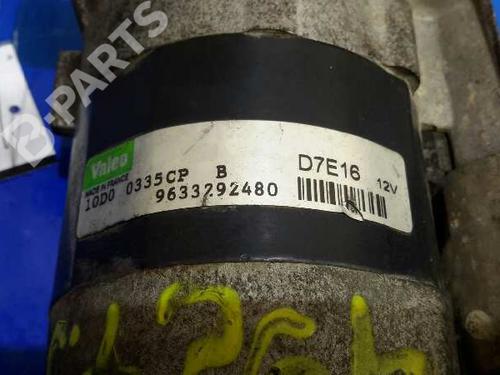 B-PARTS
Valeo
MADE IN FRANCE
10D0 0335CP B
9633292480
D7E16
12V